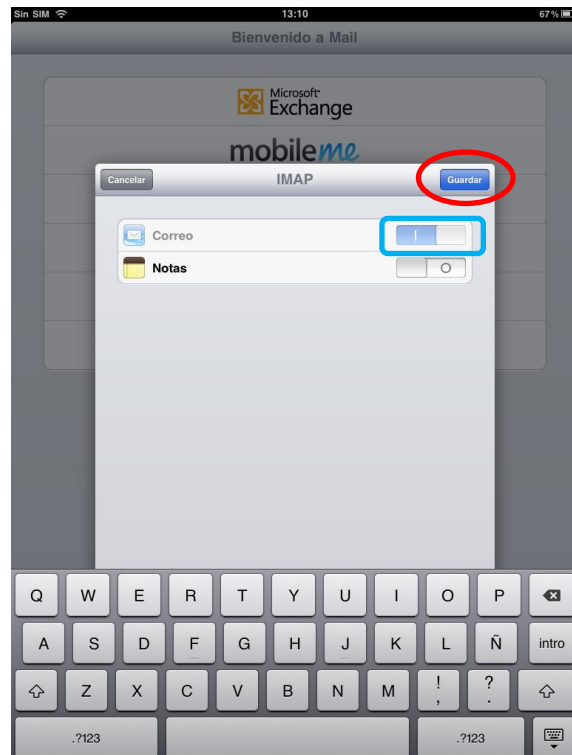 Sin SIM 13:10 67%
Bienvenido a Mail
Microsoft Exchange
mobileme
Cancelar IMAP Guardar
Correo
Notas
Q W E R T Y U I O P
A S D F G H J K L Ñ intro
Z X C V B N M ! , ? .
.?123 .?123